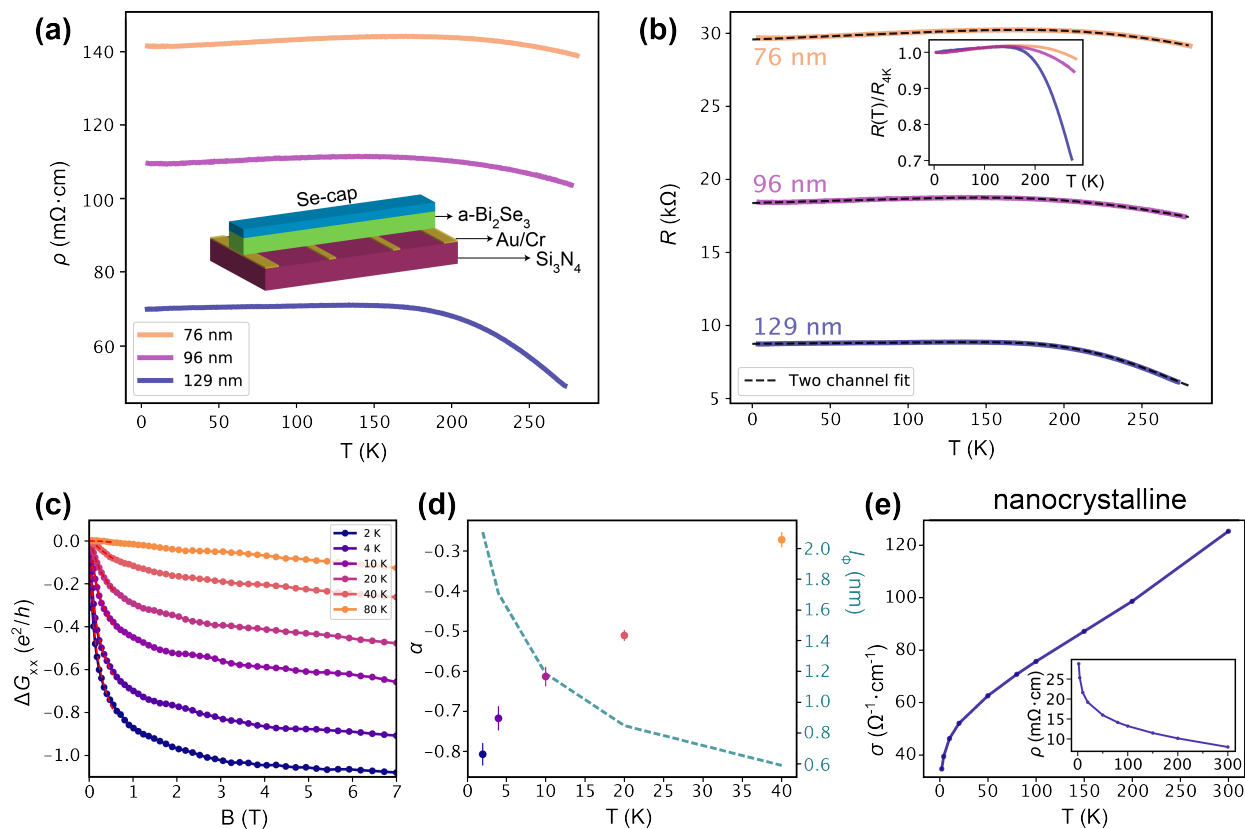 (a)
140
120
100
80
60
ρ (mΩ·cm)
Se-cap
a-Bi₂Se₃
Au/Cr
Si₃N₄
76 nm
96 nm
129 nm
0 50 100 150 200 250
T (K)
(b)
30
25
20
15
10
5
R (kΩ)
76 nm
96 nm
129 nm
1.0
0.9
0.8
0.7
R(T)/R₄K
0 100 200
T (K)
Two channel fit
0 50 100 150 200 250
T (K)
(c)
0.0
−0.2
−0.4
−0.6
−0.8
−1.0
ΔGₓₓ (e²/h)
2 K
4 K
10 K
20 K
40 K
80 K
0 1 2 3 4 5 6 7
B (T)
(d)
−0.3
−0.4
−0.5
−0.6
−0.7
−0.8
α
2.0
1.8
1.6
1.4
1.2
1.0
0.8
0.6
l_Φ (nm)
0 5 10 15 20 25 30 35 40
T (K)
(e)
nanocrystalline
120
100
80
60
40
σ (Ω⁻¹·cm⁻¹)
25
20
15
10
ρ (mΩ·cm)
0 100 200 300
0 50 100 150 200 250 300
T (K)